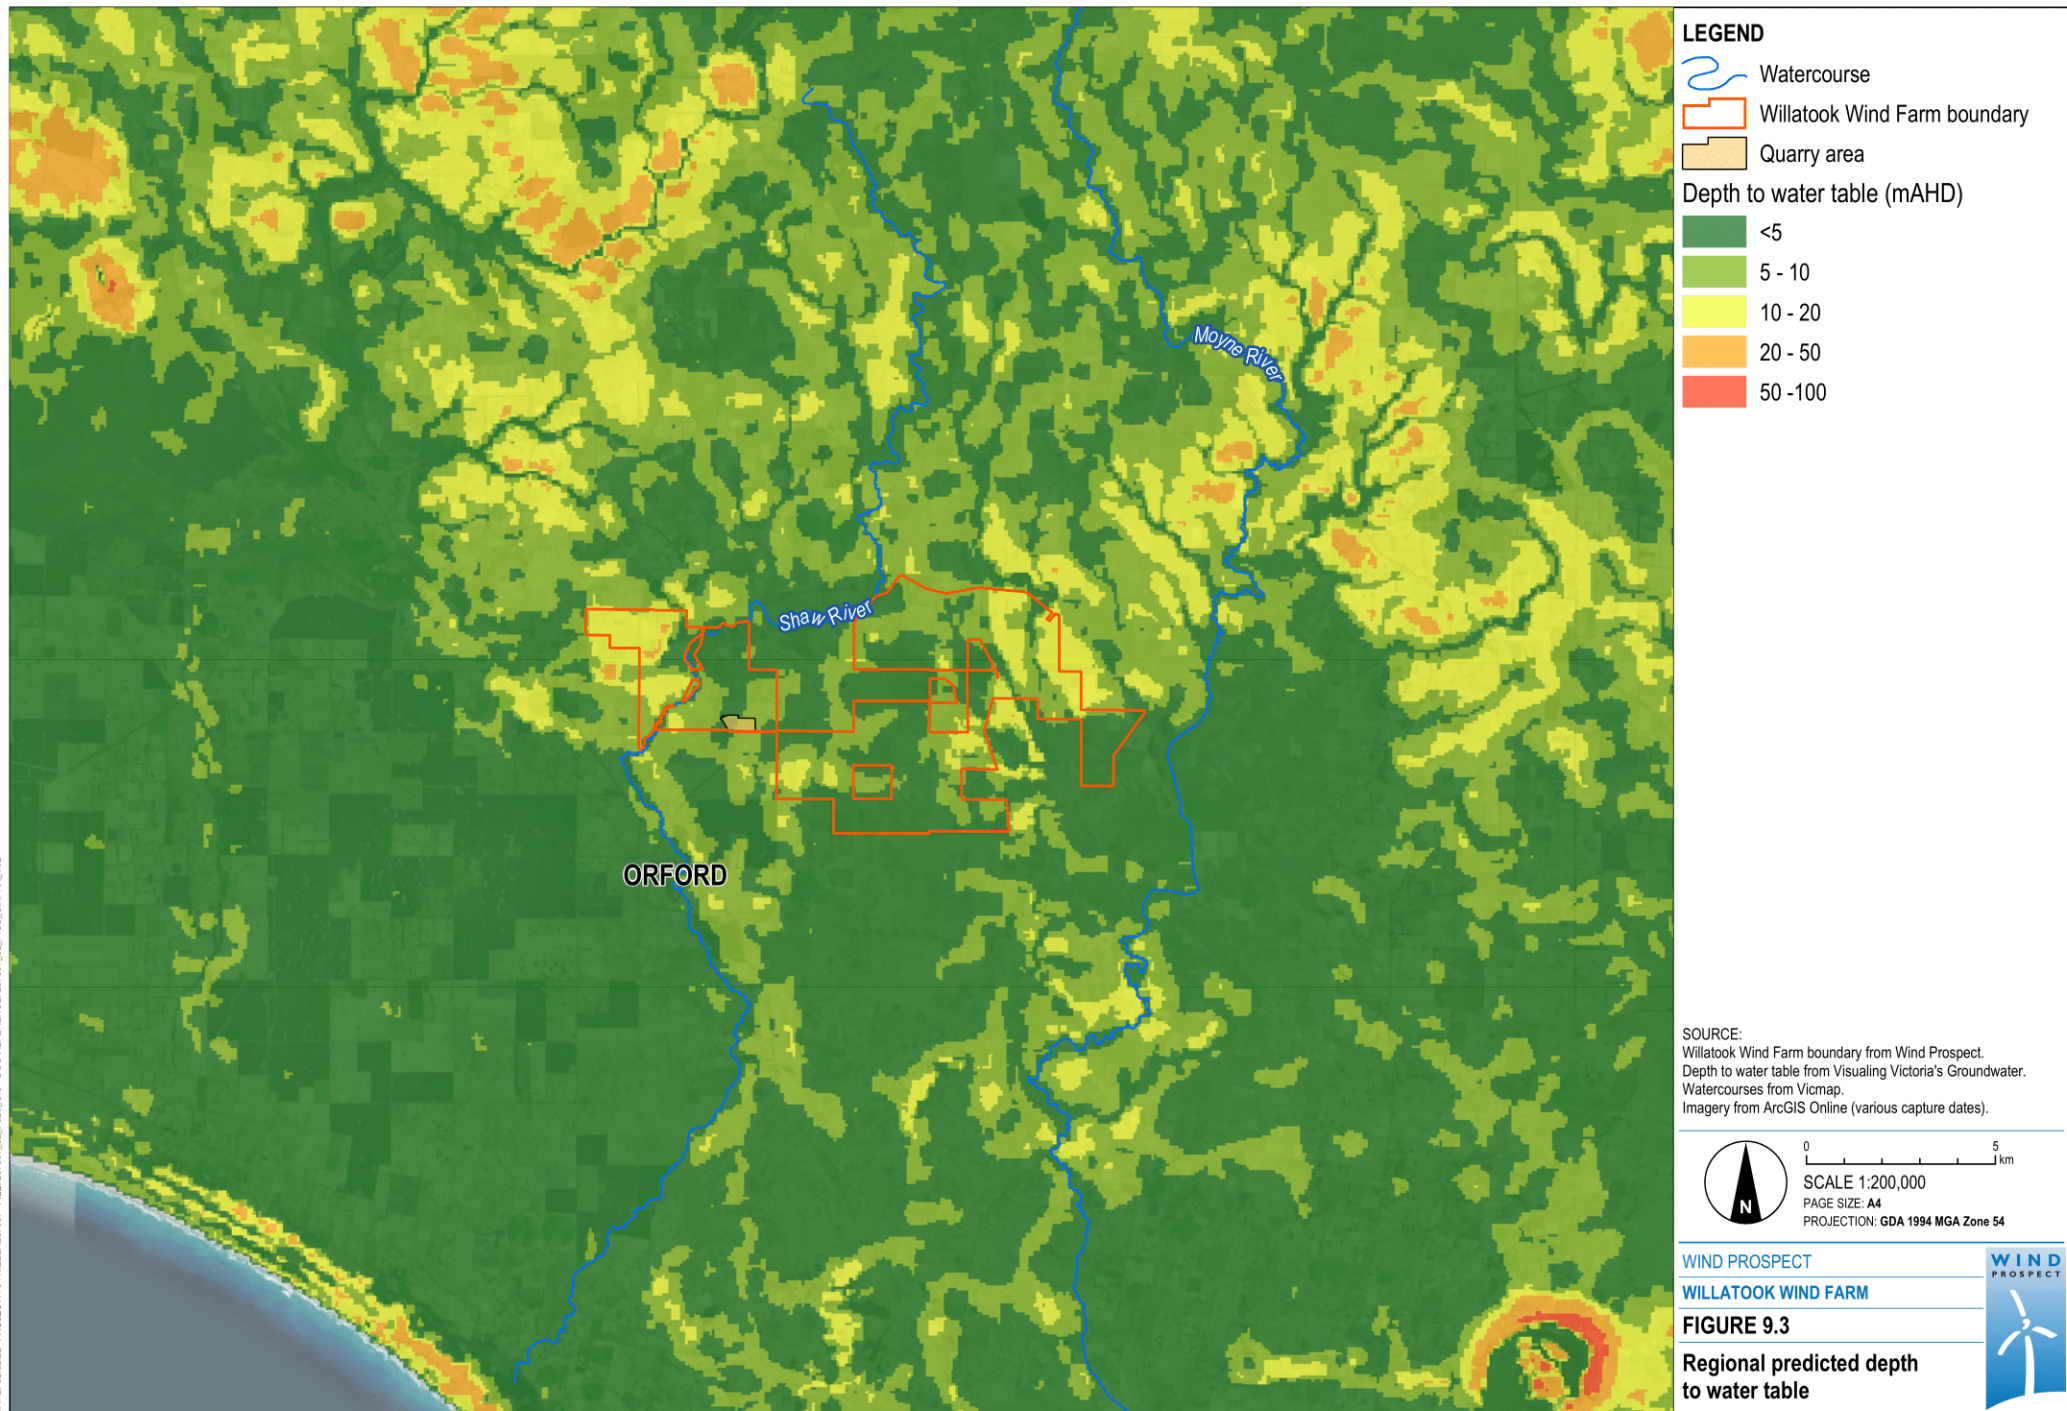 LEGEND
Watercourse
Willatook Wind Farm boundary
Quarry area
Depth to water table (mAHD)
<5
5 - 10
10 - 20
20 - 50
50 -100
Moyne River
Shaw River
ORFORD
SOURCE:
Willatook Wind Farm boundary from Wind Prospect.
Depth to water table from Visualing Victoria's Groundwater.
Watercourses from Vicmap.
Imagery from ArcGIS Online (various capture dates).
0 5
km
N
SCALE 1:200,000
PAGE SIZE: A4
PROJECTION: GDA 1994 MGA Zone 54
WIND PROSPECT
WILLATOOK WIND FARM
FIGURE 9.3
Regional predicted depth
to water table
WIND
PROSPECT